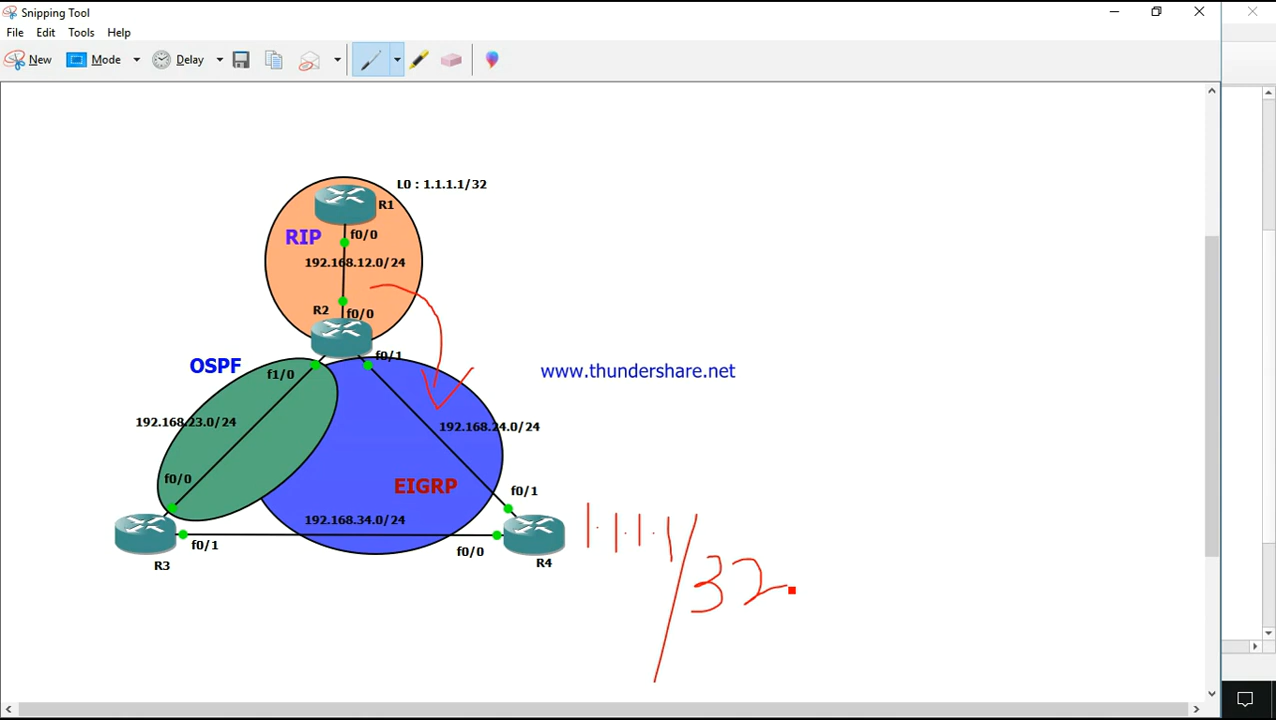 Snipping Tool
File Edit Tools Help
New Mode Delay
L0 : 1.1.1.1/32
R1
RIP
f0/0
192.168.12.0/24
R2
f0/0
f0/1
OSPF
f1/0
www.thundershare.net
192.168.23.0/24
192.168.24.0/24
f0/0
EIGRP
f0/1
192.168.34.0/24
f0/1
f0/0
R3
R4
1.1.1.1/32